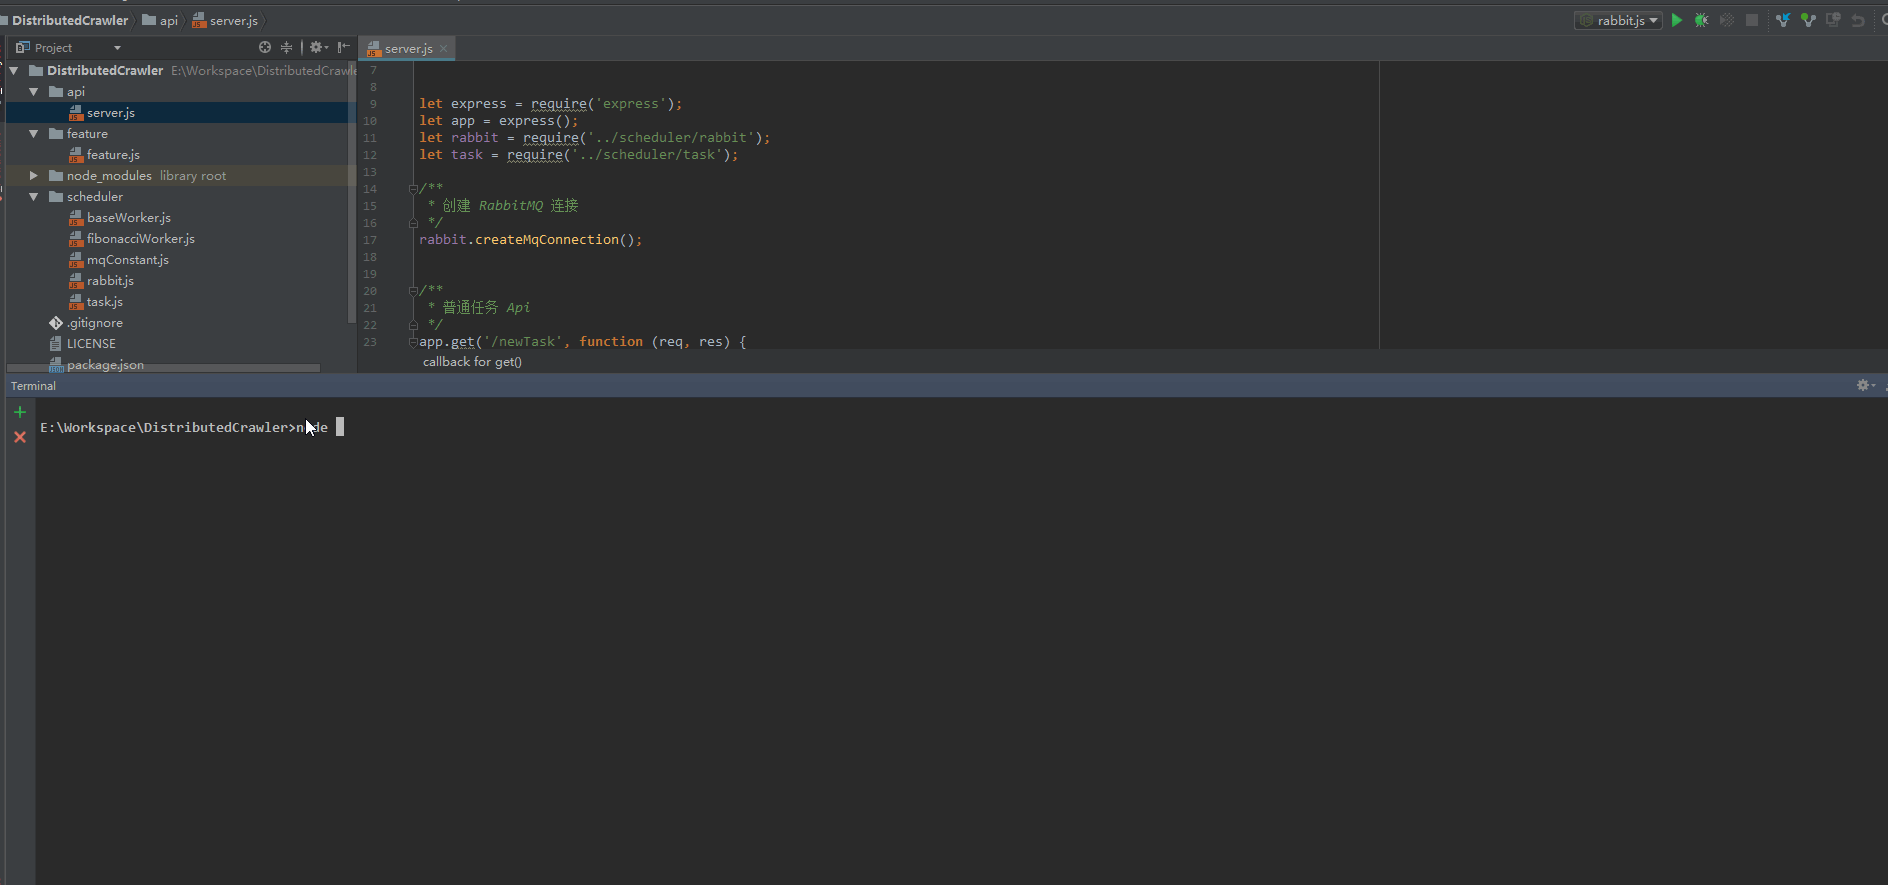 DistributedCrawler api server.js rabbit.js
Project server.js
DistributedCrawler E:\Workspace\DistributedCrawle
api
server.js
feature
feature.js
node_modules library root
scheduler
baseWorker.js
fibonacciWorker.js
mqConstant.js
rabbit.js
task.js
.gitignore
LICENSE
package.json
7
8
9 let express = require('express');
10 let app = express();
11 let rabbit = require('../scheduler/rabbit');
12 let task = require('../scheduler/task');
13
14 /**
15 * 创建 RabbitMQ 连接
16 */
17 rabbit.createMqConnection();
18
19
20 /**
21 * 普通任务 Api
22 */
23 app.get('/newTask', function (req, res) {
callback for get()
Terminal
E:\Workspace\DistributedCrawler>node